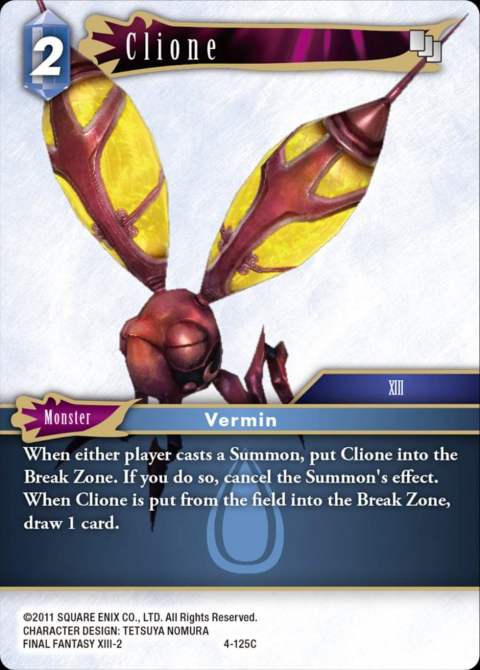 2
Clione
XIII
Monster
Vermin
When either player casts a Summon, put Clione into the
Break Zone. If you do so, cancel the Summon's effect.
When Clione is put from the field into the Break Zone,
draw 1 card.
©2011 SQUARE ENIX CO., LTD. All Rights Reserved.
CHARACTER DESIGN: TETSUYA NOMURA
FINAL FANTASY XIII-2
4-125C